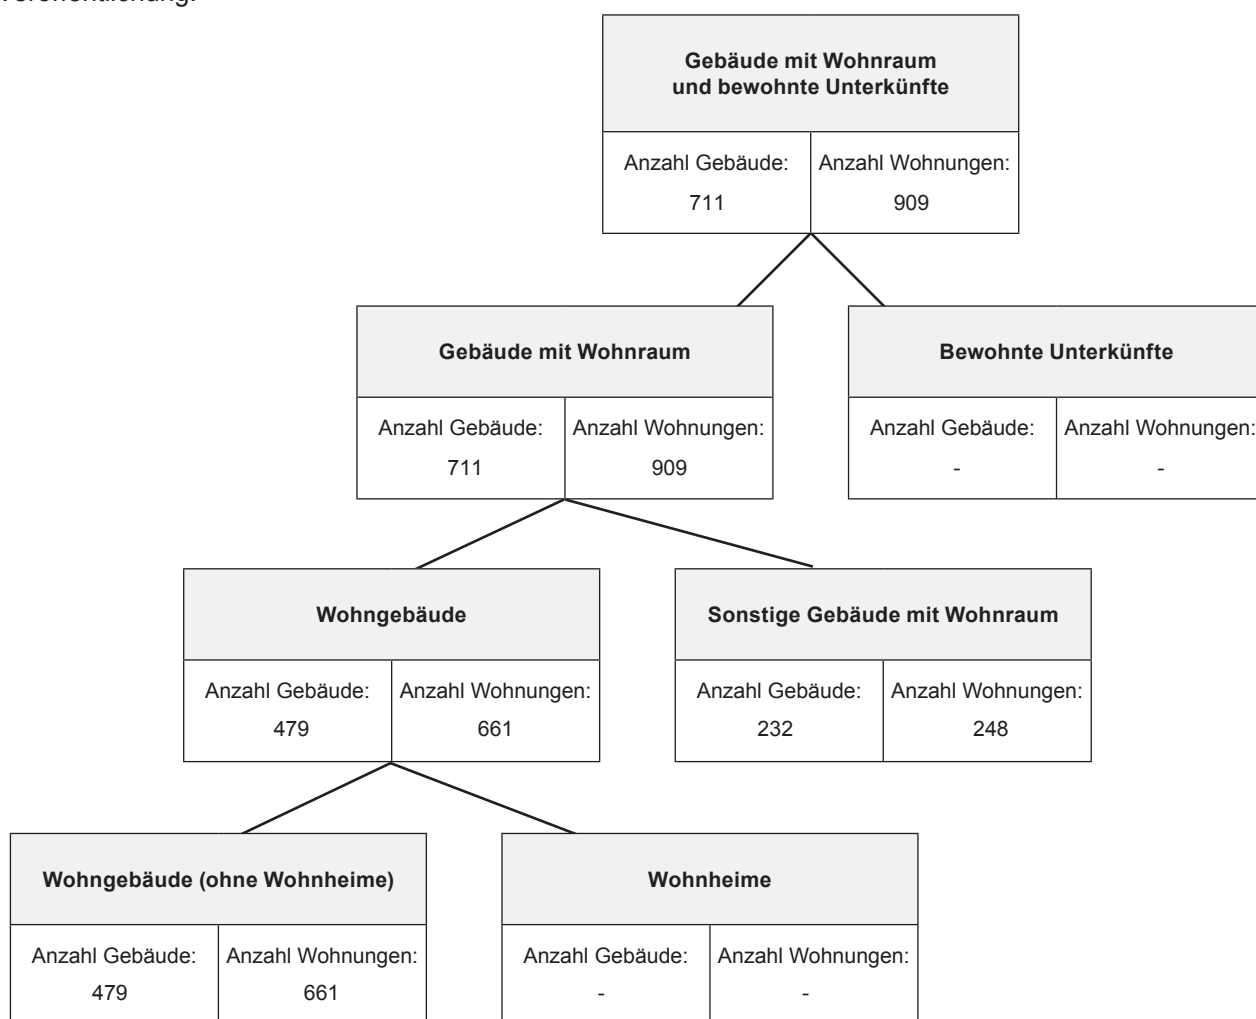 Veröffentlichung.
Gebäude mit Wohnraum
und bewohnte Unterkünfte
Anzahl Gebäude:
711
Anzahl Wohnungen:
909
Gebäude mit Wohnraum
Anzahl Gebäude:
711
Anzahl Wohnungen:
909
Bewohnte Unterkünfte
Anzahl Gebäude:
-
Anzahl Wohnungen:
-
Wohngebäude
Anzahl Gebäude:
479
Anzahl Wohnungen:
661
Sonstige Gebäude mit Wohnraum
Anzahl Gebäude:
232
Anzahl Wohnungen:
248
Wohngebäude (ohne Wohnheime)
Anzahl Gebäude:
479
Anzahl Wohnungen:
661
Wohnheime
Anzahl Gebäude:
-
Anzahl Wohnungen:
-